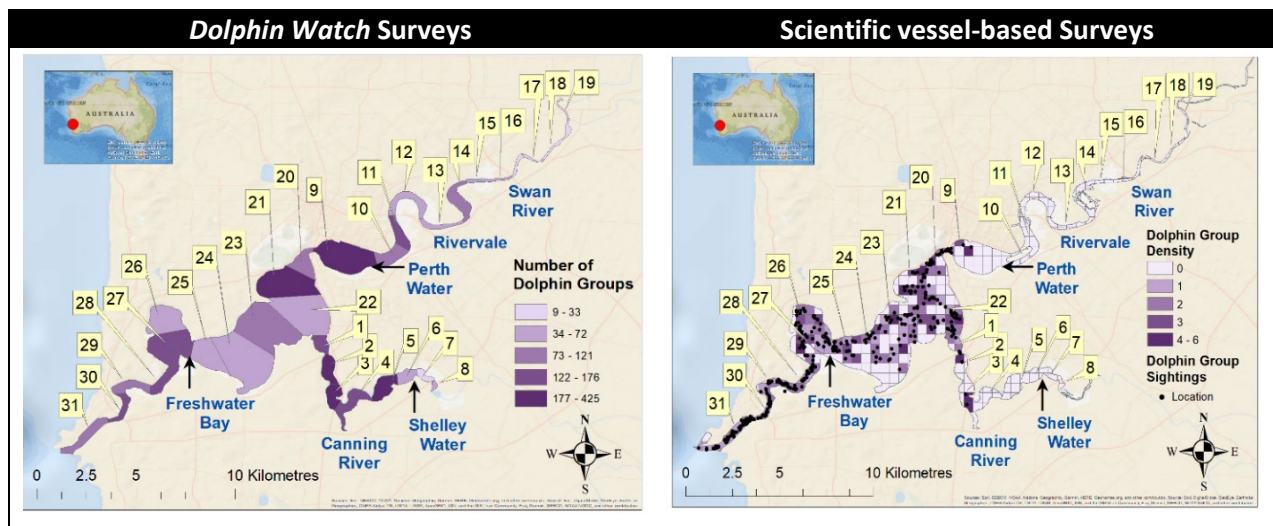 Dolphin Watch Surveys
AUSTRALIA
17
18
19
15
16
12
14
11
13
20
9
10
21
Swan
River
23
Rivervale
24
26
25
Perth
Water
28
27
22
1
6
2
5
7
29
3
4
8
30
31
Freshwater
Bay
Shelley
Water
Canning
River
Number of
Dolphin Groups
9 - 33
34 - 72
73 - 121
122 - 176
177 - 425
N
W
E
S
0
2.5
5
10 Kilometres
Scientific vessel-based Surveys
AUSTRALIA
17
18
19
15
16
12
14
11
13
20
9
10
21
Swan
River
23
Rivervale
24
26
25
Perth
Water
28
27
22
1
6
2
5
7
29
3
4
8
30
31
Freshwater
Bay
Shelley
Water
Canning
River
Dolphin Group
Density
0
1
2
3
4 - 6
Dolphin Group
Sightings
Location
N
W
E
S
0
2.5
5
10 Kilometres